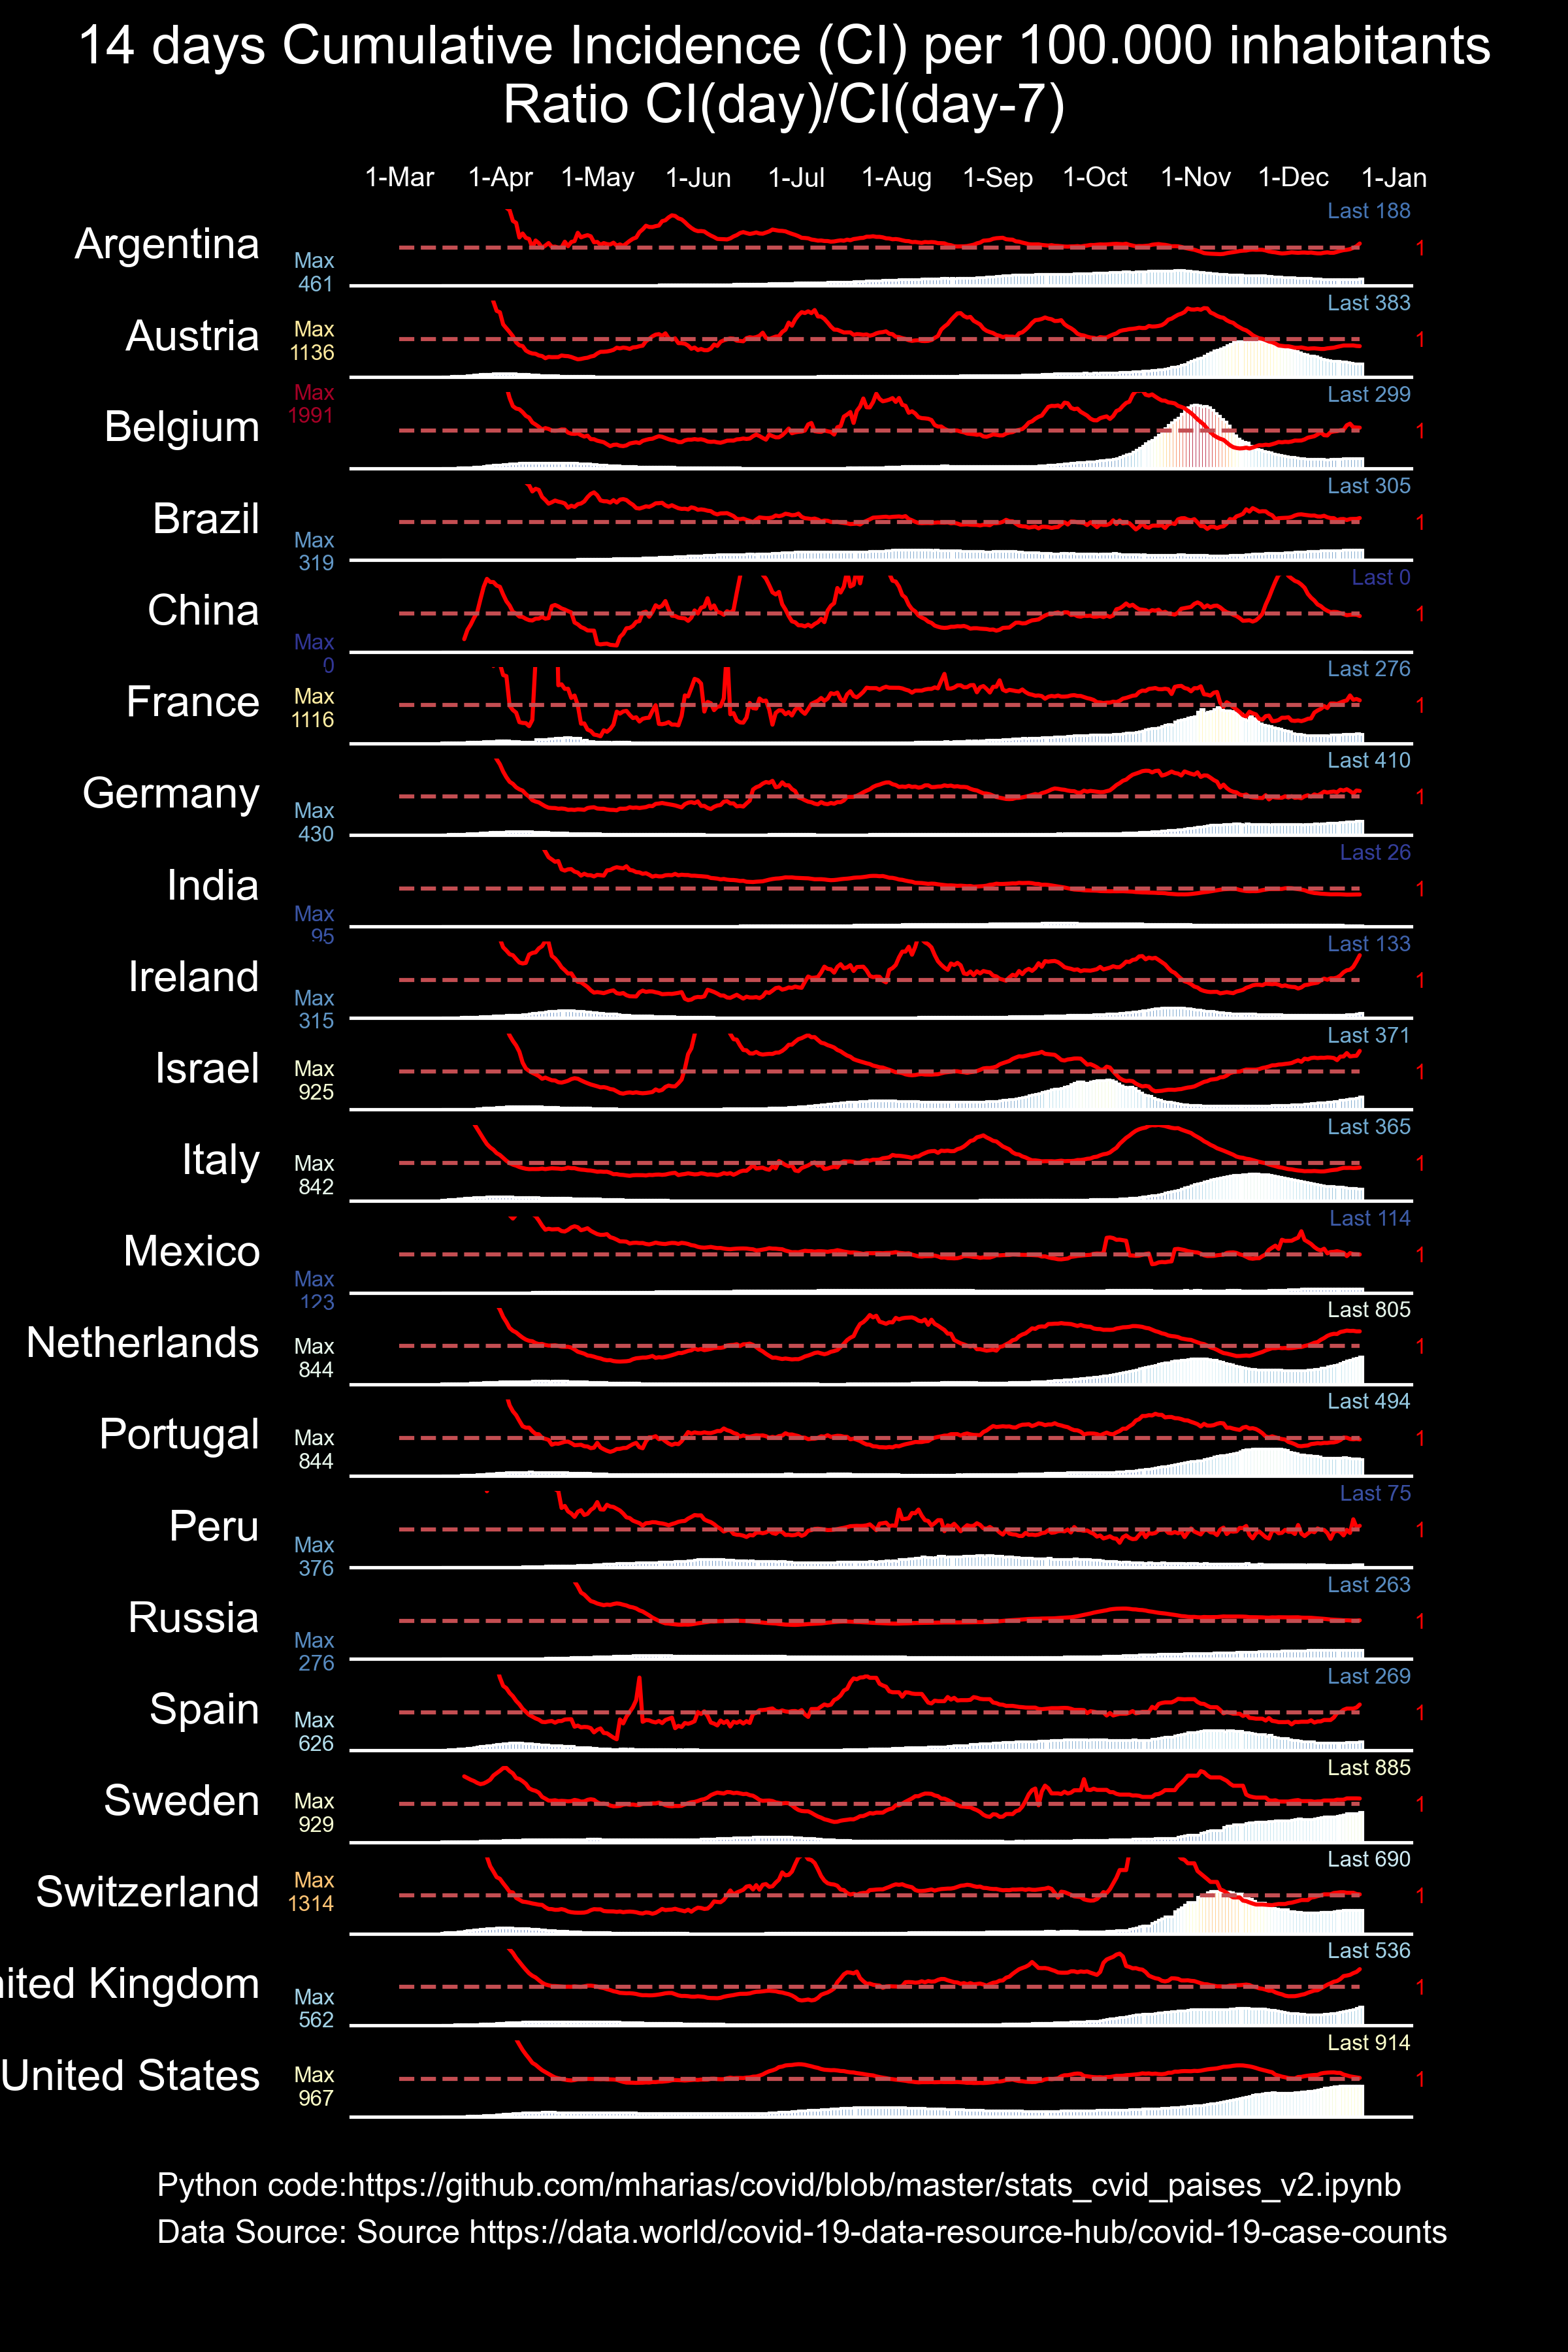 14 days Cumulative Incidence (CI) per 100.000 inhabitants
Ratio CI(day)/CI(day-7)
1-Mar 1-Apr 1-May 1-Jun 1-Jul 1-Aug 1-Sep 1-Oct 1-Nov 1-Dec 1-Jan
Argentina
Max
461
Last 188
1
Austria
Max
1136
Last 383
1
Belgium
Max
1991
Last 299
1
Brazil
Max
319
Last 305
1
China
Max
0
Last 0
1
France
Max
1116
Last 276
1
Germany
Max
430
Last 410
1
India
Max
95
Last 26
1
Ireland
Max
315
Last 133
1
Israel
Max
925
Last 371
1
Italy
Max
842
Last 365
1
Mexico
Max
123
Last 114
1
Netherlands
Max
844
Last 805
1
Portugal
Max
844
Last 494
1
Peru
Max
376
Last 75
1
Russia
Max
276
Last 263
1
Spain
Max
626
Last 269
1
Sweden
Max
929
Last 885
1
Switzerland
Max
1314
Last 690
1
nited Kingdom
Max
562
Last 536
1
United States
Max
967
Last 914
1
Python code:https://github.com/mharias/covid/blob/master/stats_cvid_paises_v2.ipynb
Data Source: Source https://data.world/covid-19-data-resource-hub/covid-19-case-counts